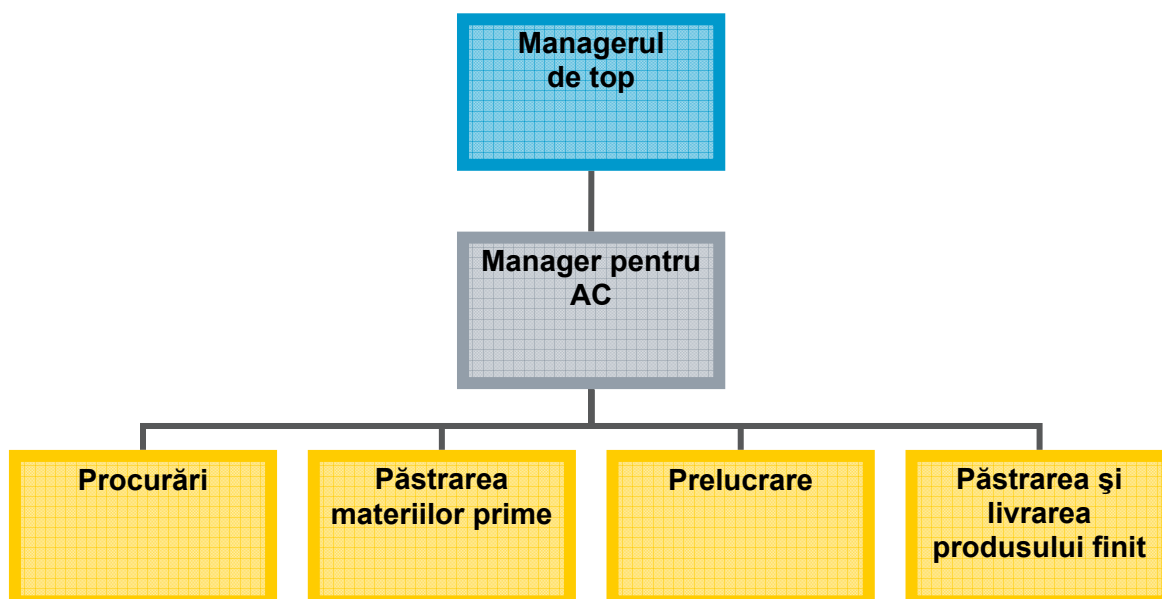 Managerul
de top
Manager pentru
AC
Procurări
Păstrarea
materiilor prime
Prelucrare
Păstrarea şi
livrarea
produsului finit